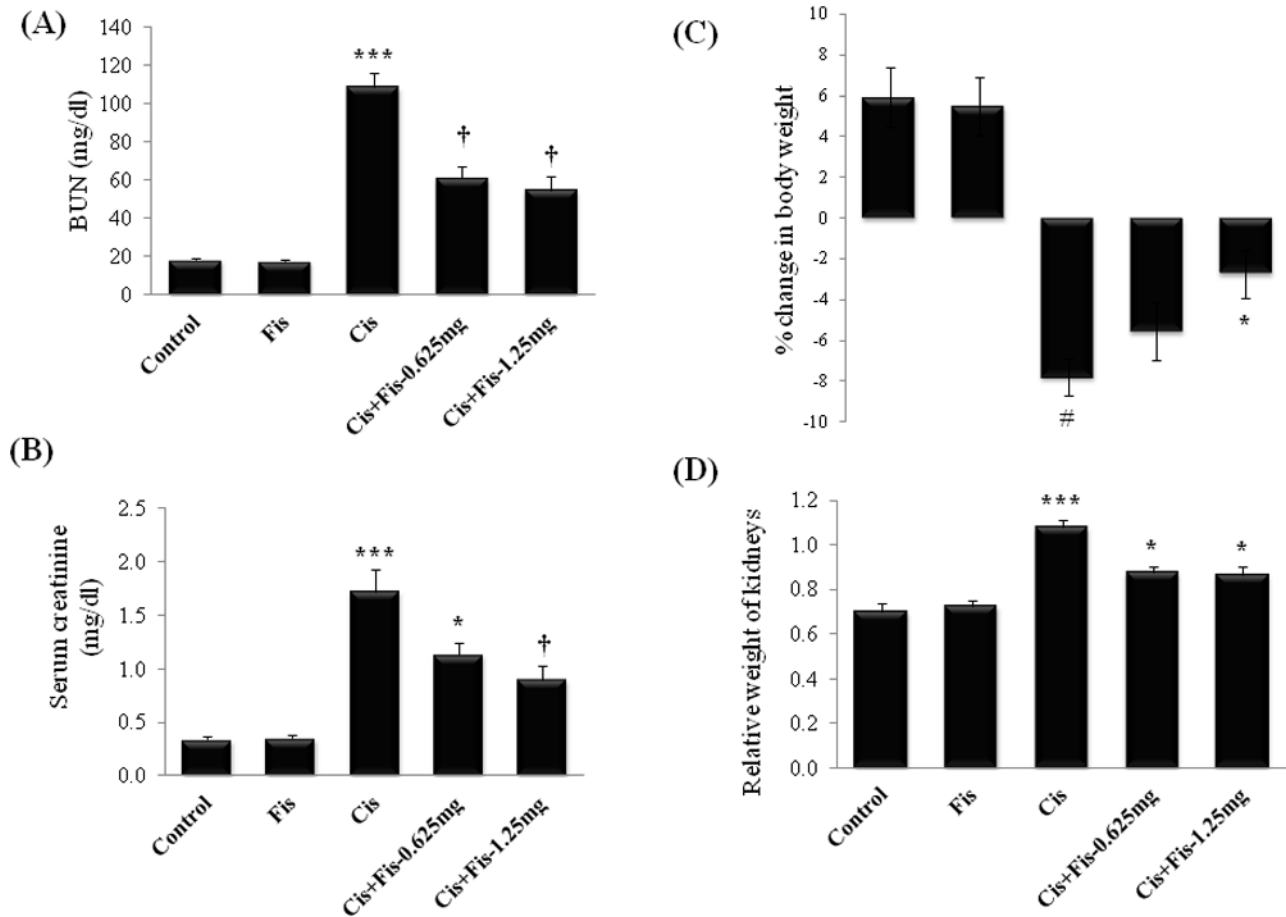 (A)
BUN (mg/dl)
140
120
100
80
60
40
20
0
***
†
†
Control
Fis
Cis
Cis+Fis-0.625mg
Cis+Fis-1.25mg
(B)
Serum creatinine
(mg/dl)
2.5
2.0
1.5
1.0
0.5
0.0
***
*
†
Control
Fis
Cis
Cis+Fis-0.625mg
Cis+Fis-1.25mg
(C)
% change in body weight
8
6
4
2
0
-2
-4
-6
-8
-10
#
*
(D)
Relative weight of kidneys
1.2
1.0
0.8
0.6
0.4
0.2
0.0
***
*
*
Control
Fis
Cis
Cis+Fis-0.625mg
Cis+Fis-1.25mg